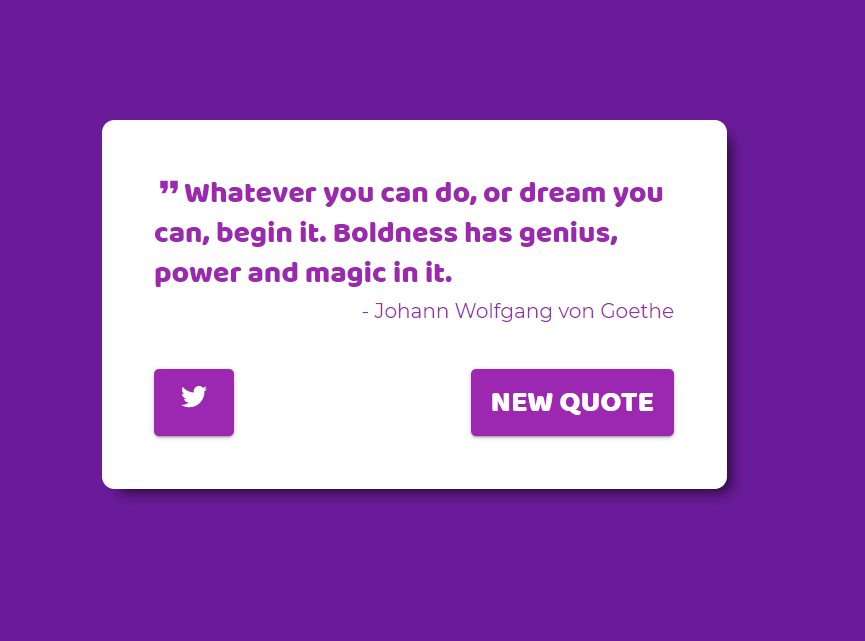 ”Whatever you can do, or dream you
can, begin it. Boldness has genius,
power and magic in it.
- Johann Wolfgang von Goethe
NEW QUOTE